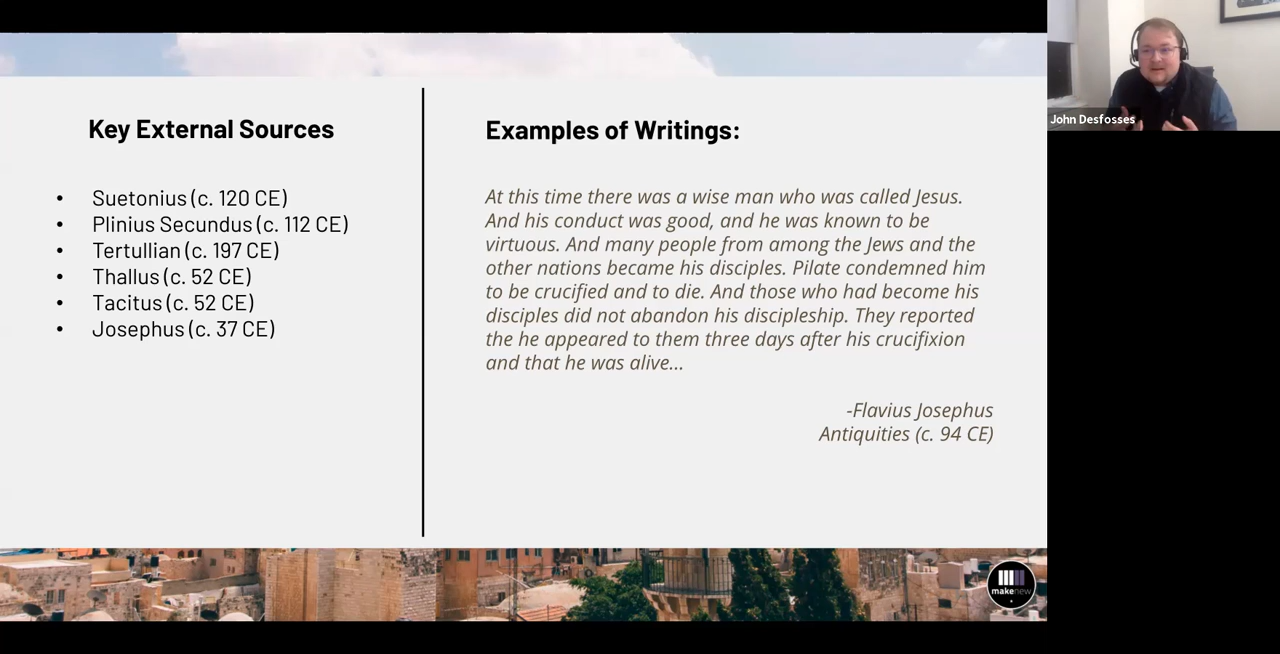 Key External Sources
• Suetonius (c. 120 CE)
• Plinius Secundus (c. 112 CE)
• Tertullian (c. 197 CE)
• Thallus (c. 52 CE)
• Tacitus (c. 52 CE)
• Josephus (c. 37 CE)
Examples of Writings:
At this time there was a wise man who was called Jesus.
And his conduct was good, and he was known to be
virtuous. And many people from among the Jews and the
other nations became his disciples. Pilate condemned him
to be crucified and to die. And those who had become his
disciples did not abandon his discipleship. They reported
the he appeared to them three days after his crucifixion
and that he was alive...
-Flavius Josephus
Antiquities (c. 94 CE)
makenew
John Desfosses